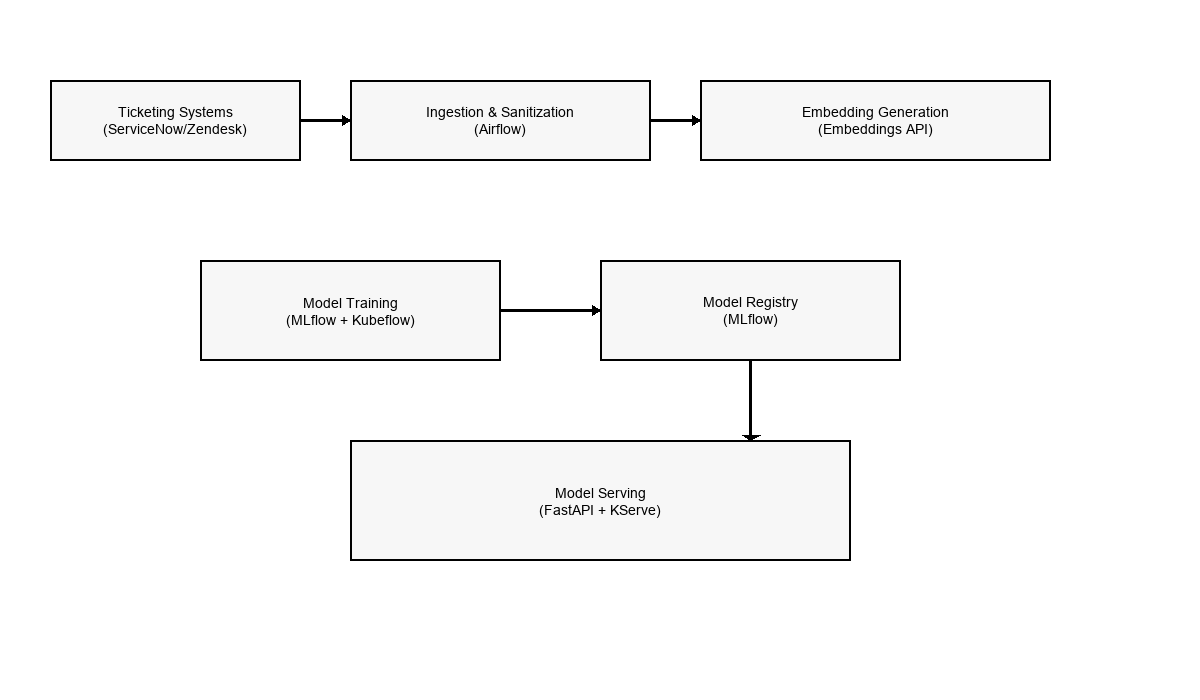 Ticketing Systems
(ServiceNow/Zendesk)
Ingestion & Sanitization
(Airflow)
Embedding Generation
(Embeddings API)
Model Training
(MLflow + Kubeflow)
Model Registry
(MLflow)
Model Serving
(FastAPI + KServe)